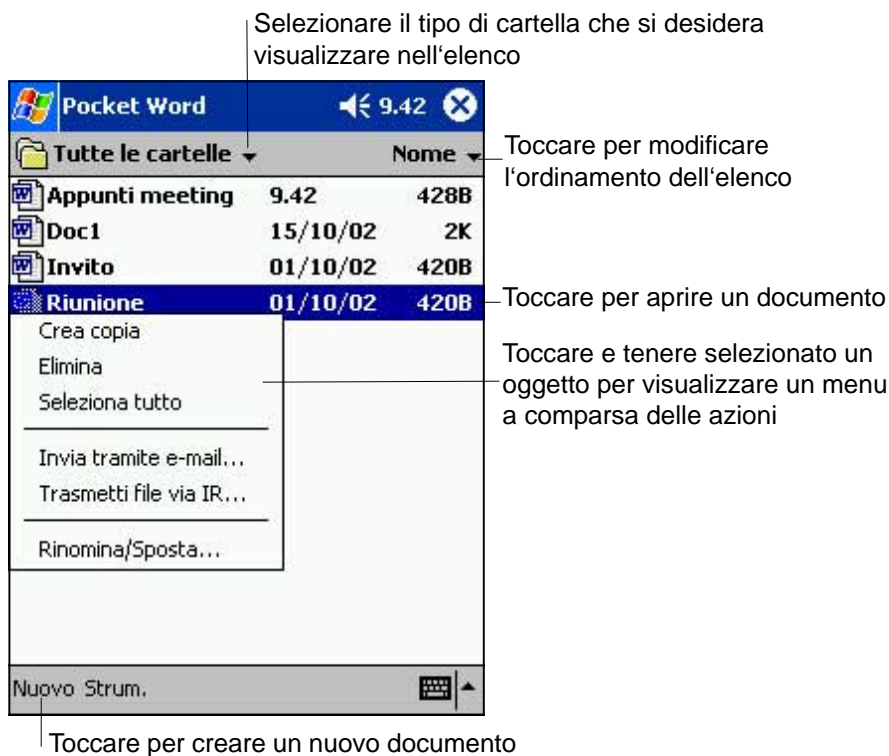 Selezionare il tipo di cartella che si desidera
visualizzare nell‘elenco
Pocket Word 9.42
Tutte le cartelle Nome
Toccare per modificare
l‘ordinamento dell‘elenco
Appunti meeting 9.42 428B
Doc1 15/10/02 2K
Invito 01/10/02 420B
Riunione 01/10/02 420B
Toccare per aprire un documento
Crea copia
Elimina
Seleziona tutto
Toccare e tenere selezionato un
oggetto per visualizzare un menu
a comparsa delle azioni
Invia tramite e-mail...
Trasmetti file via IR...
Rinomina/Sposta...
Nuovo Strum.
Toccare per creare un nuovo documento